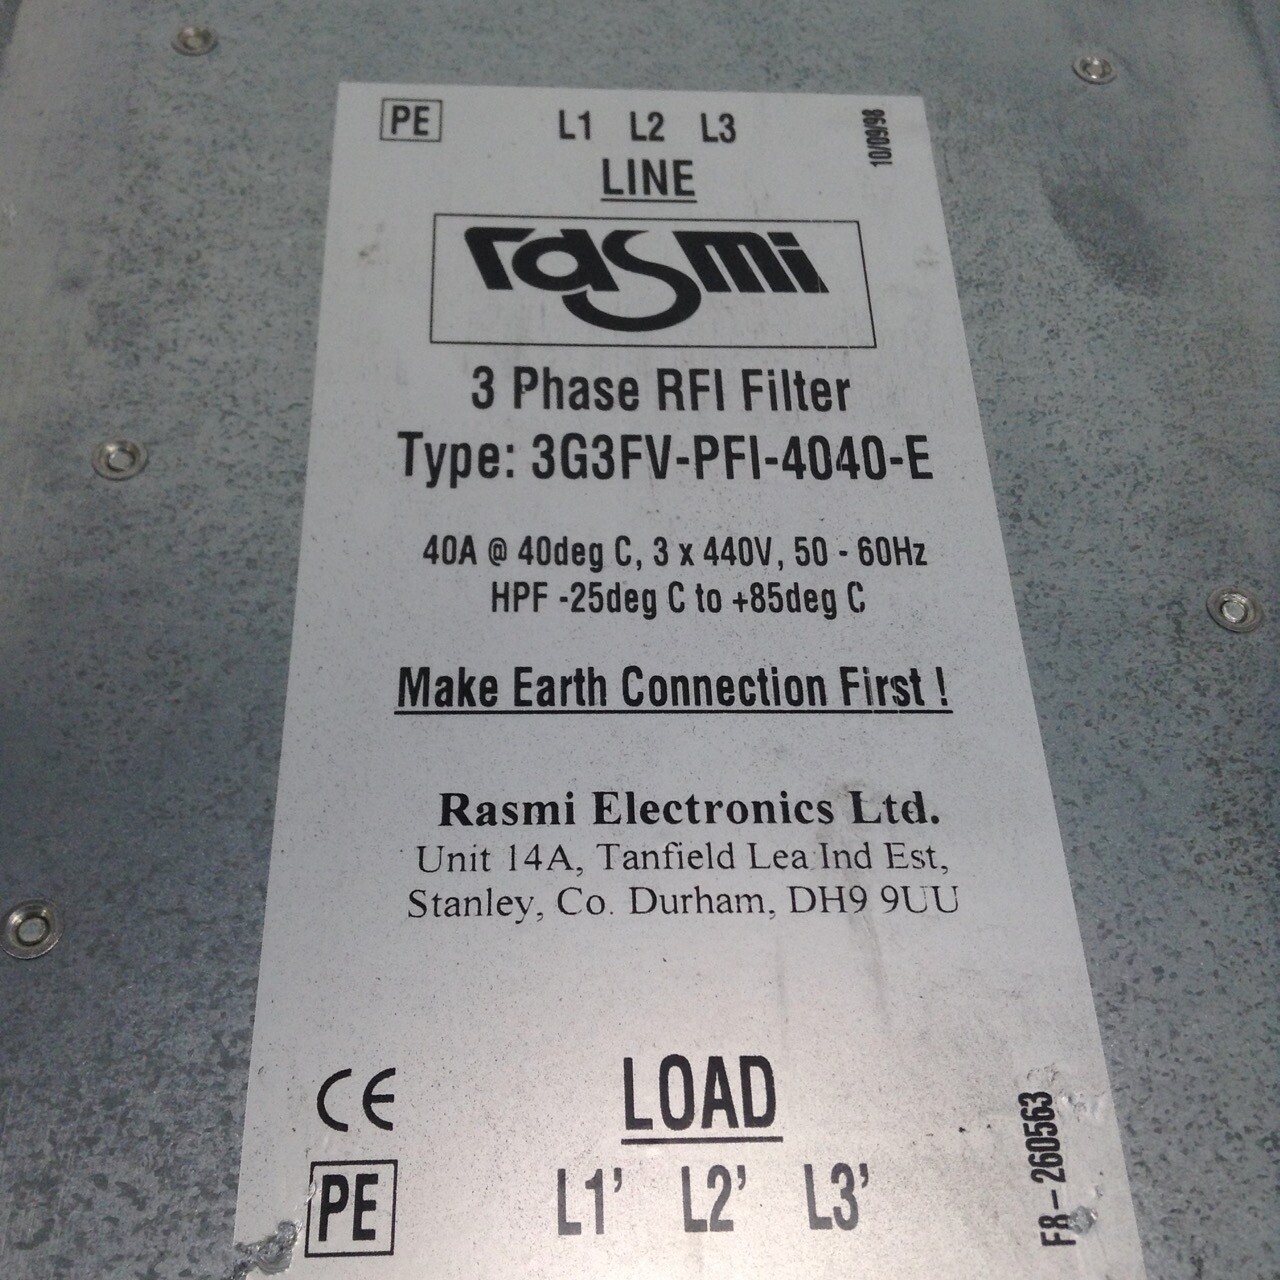 PE
L1 L2 L3
10/09/98
LINE
rasmi
3 Phase RFI Filter
Type: 3G3FV-PFI-4040-E
40A @ 40deg C, 3 x 440V, 50 - 60Hz
HPF -25deg C to +85deg C
Make Earth Connection First !
Rasmi Electronics Ltd.
Unit 14A, Tanfield Lea Ind Est,
Stanley, Co. Durham, DH9 9UU
CE
LOAD
PE
L1’ L2’ L3’
F8-260563